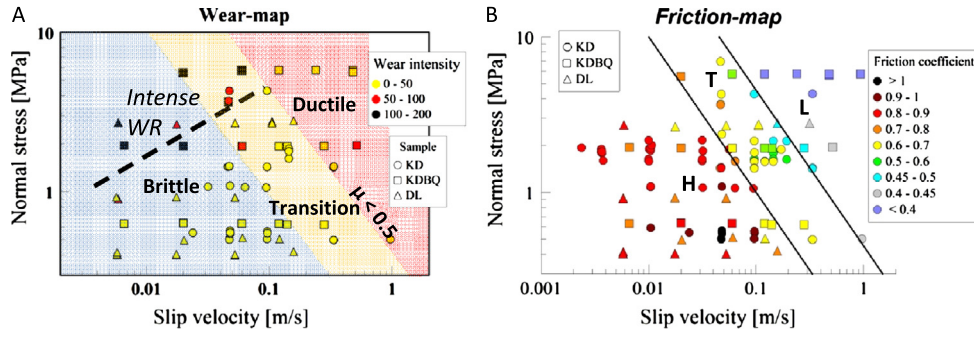 A
Wear-map
Normal stress [MPa]
10
1
0.01
0.1
1
Slip velocity [m/s]
Intense
WR
Brittle
Transition
Ductile
μ < 0.5
Wear intensity
0 - 50
50 - 100
100 - 200
Sample
KD
KDBQ
DL
B
Friction-map
Normal stress [MPa]
10
1
0.001
0.01
0.1
1
Slip velocity [m/s]
KD
KDBQ
DL
T
L
H
Friction coefficient
> 1
0.9 - 1
0.8 - 0.9
0.7 - 0.8
0.6 - 0.7
0.5 - 0.6
0.45 - 0.5
0.4 - 0.45
< 0.4